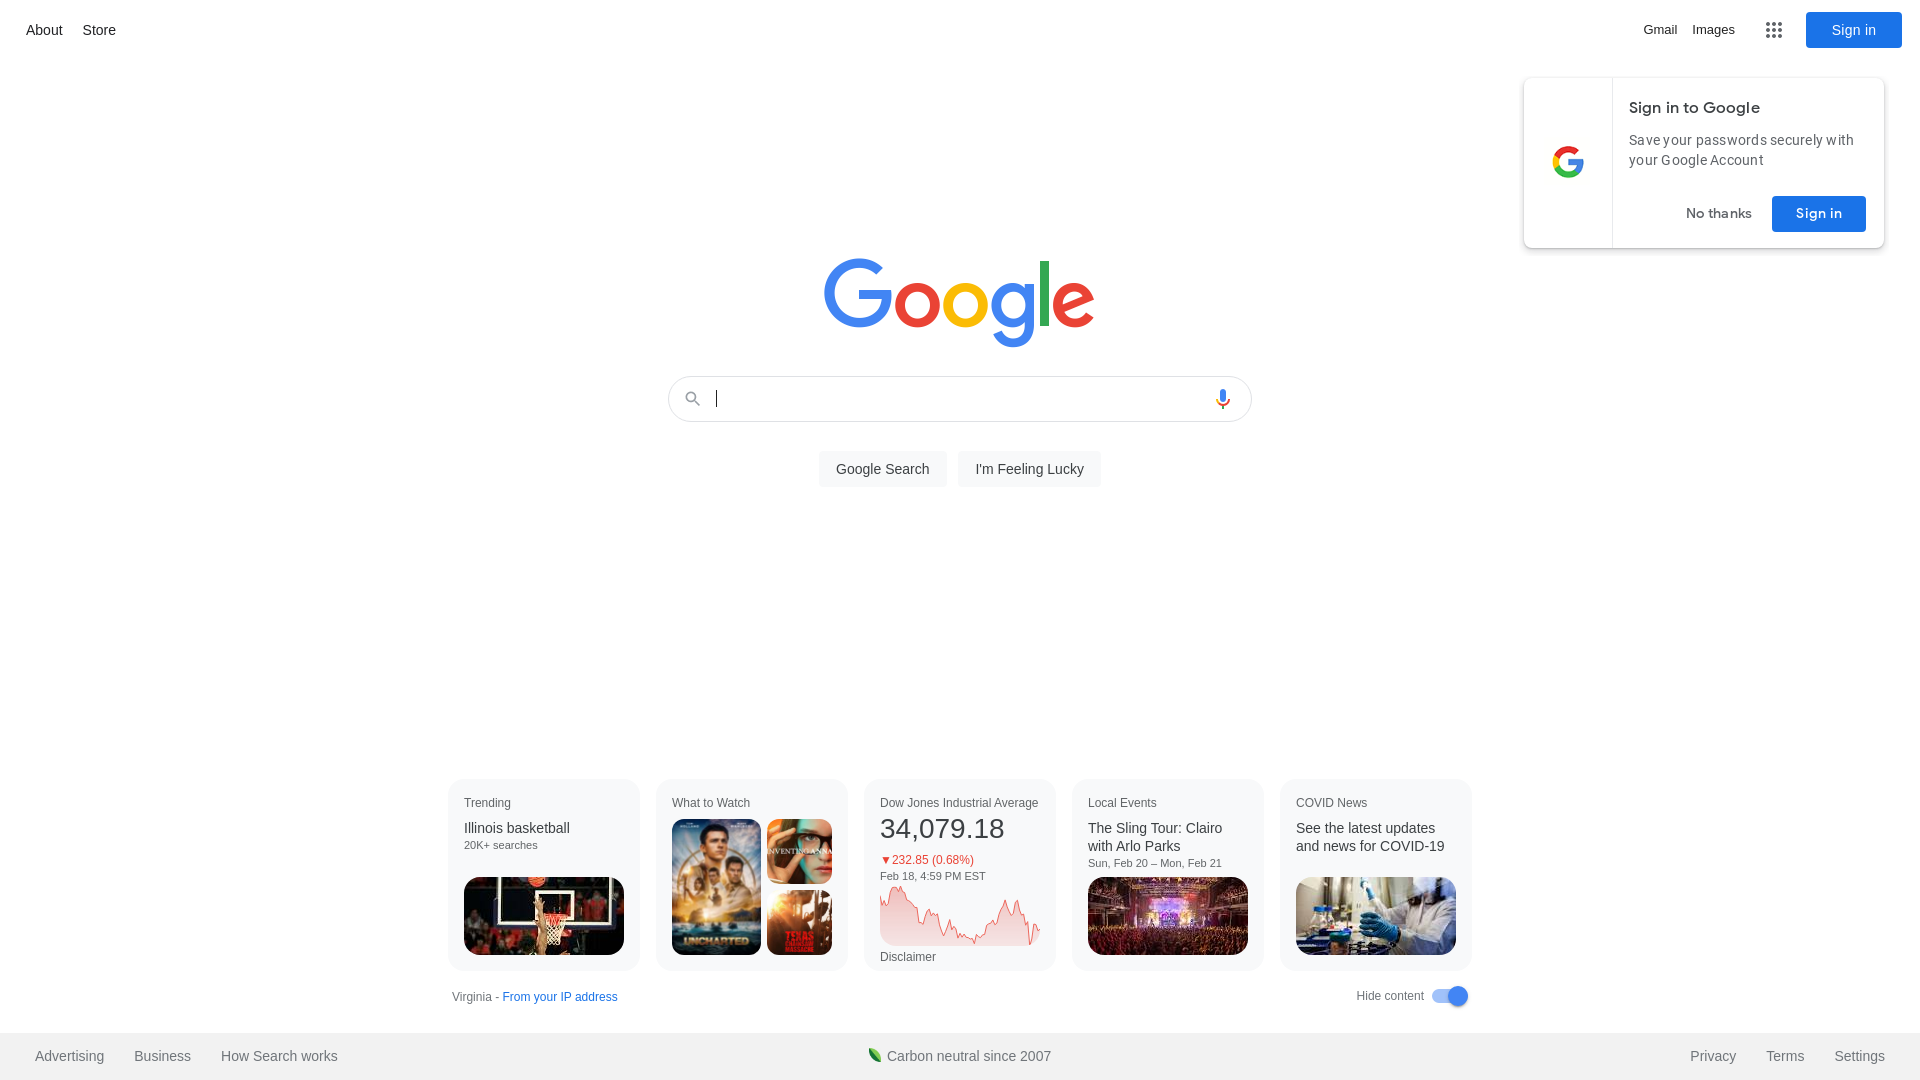 About
Store
Gmail
Images
Sign in
Sign in to Google
Save your passwords securely with
your Google Account
No thanks
Sign in
Google
Google Search
I'm Feeling Lucky
Trending
Illinois basketball
20K+ searches
What to Watch
UNCHARTED
INVENTING ANNA
TEXAS
CHAINSAW
MASSACRE
Dow Jones Industrial Average
34,079.18
▼232.85 (0.68%)
Feb 18, 4:59 PM EST
Disclaimer
Local Events
The Sling Tour: Clairo
with Arlo Parks
Sun, Feb 20 – Mon, Feb 21
COVID News
See the latest updates
and news for COVID-19
Virginia - From your IP address
Hide content
Advertising
Business
How Search works
Carbon neutral since 2007
Privacy
Terms
Settings